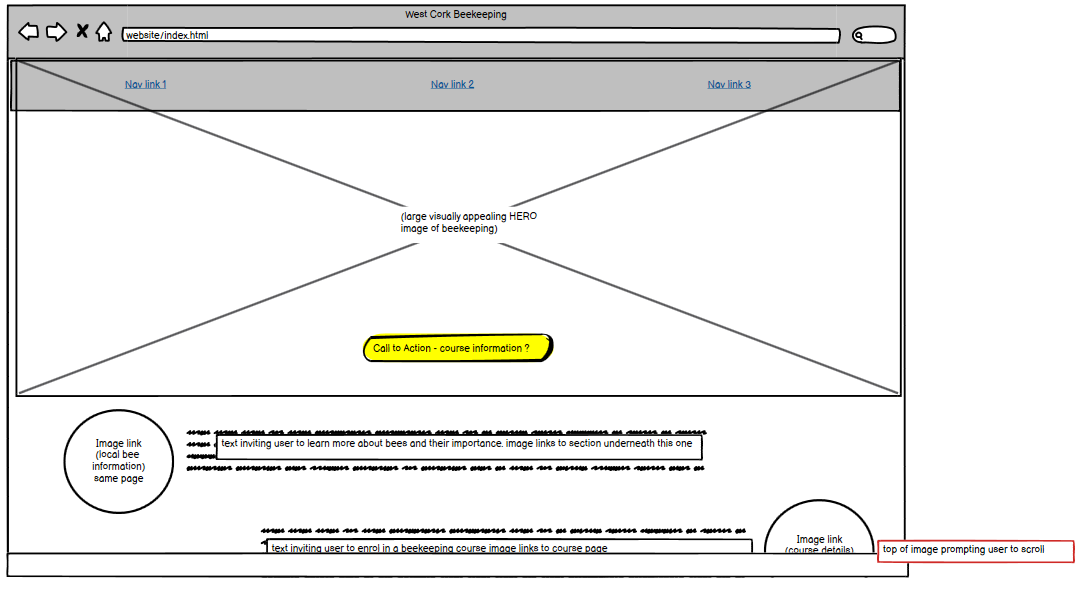 West Cork Beekeeping
website/index.html
Nav link 1
Nav link 2
Nav link 3
(large visually appealing HERO
image of beekeeping)
Call to Action - course information ?
Image link
(local bee
information)
same page
text inviting user to learn more about bees and their importance. image links to section underneath this one
text inviting user to enrol in a beekeeping course image links to course page
Image link
(course details)
top of image prompting user to scroll